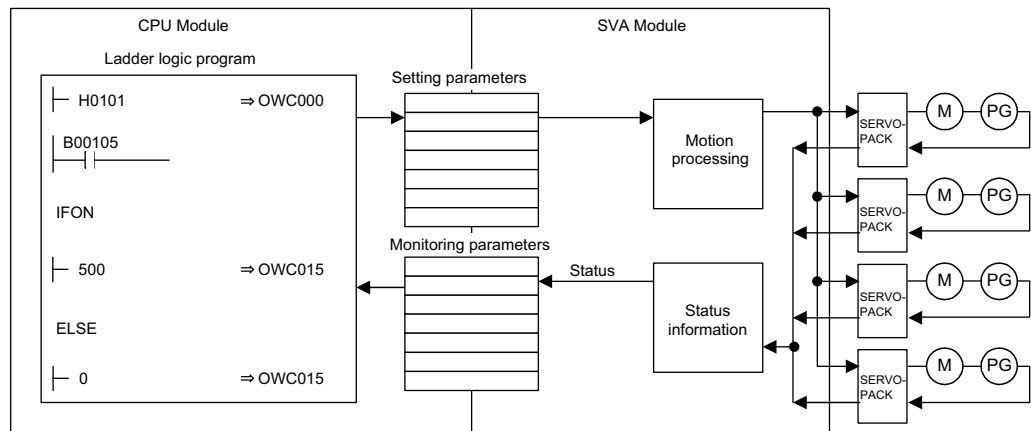 CPU Module
SVA Module
Ladder logic program
H0101 ⇒ OWC000
B00105
IFON
500 ⇒ OWC015
ELSE
0 ⇒ OWC015
Setting parameters
Monitoring parameters
Motion
processing
Status
Status
information
SERVO-
PACK
M
PG
SERVO-
PACK
M
PG
SERVO-
PACK
M
PG
SERVO-
PACK
M
PG